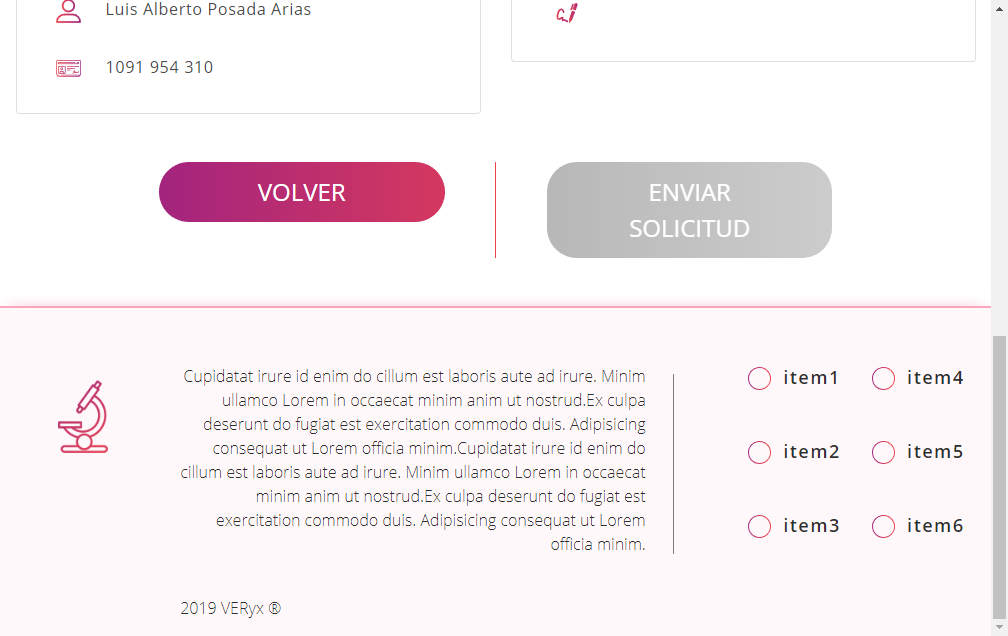 Luis Alberto Posada Arias
1091 954 310
VOLVER
ENVIAR
SOLICITUD
Cupidatat irure id enim do cillum est laboris aute ad irure. Minim
ullamco Lorem in occaecat minim anim ut nostrud.Ex culpa
deserunt do fugiat est exercitation commodo duis. Adipisicing
consequat ut Lorem officia minim.Cupidatat irure id enim do
cillum est laboris aute ad irure. Minim ullamco Lorem in occaecat
minim anim ut nostrud.Ex culpa deserunt do fugiat est
exercitation commodo duis. Adipisicing consequat ut Lorem
officia minim.
item1
item4
item2
item5
item3
item6
2019 VERyx ®